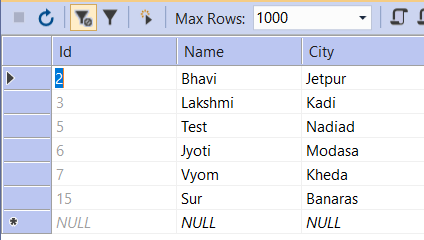 Max Rows: 1000
Id Name City
2 Bhavi Jetpur
3 Lakshmi Kadi
5 Test Nadiad
6 Jyoti Modasa
7 Vyom Kheda
15 Sur Banaras
NULL NULL NULL